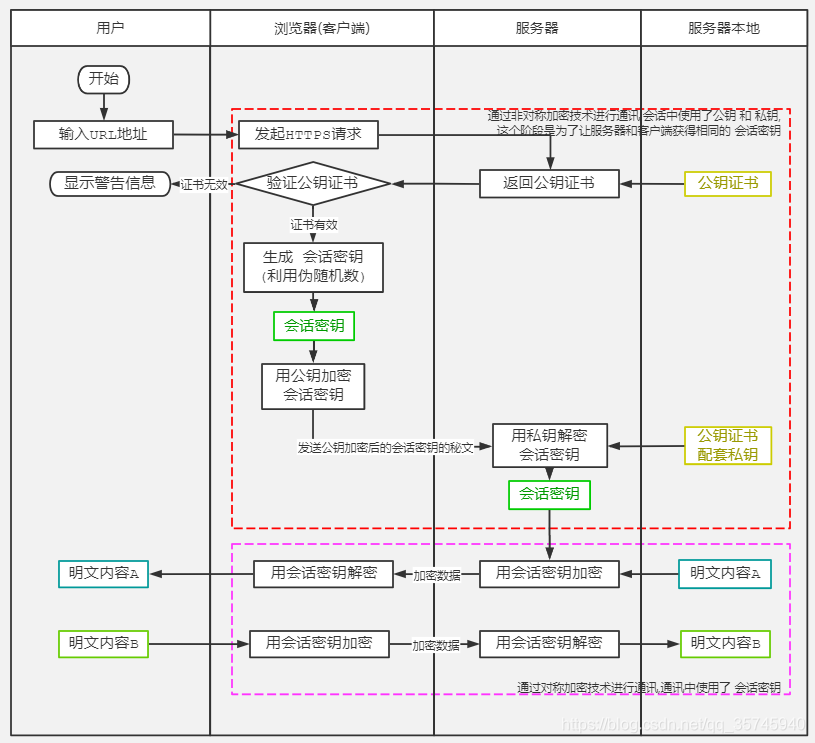 用户
浏览器(客户端)
服务器
服务器本地
开始
通过非对称加密技术进行通讯,会话中使用了公钥 和 私钥,
这个阶段是为了让服务器和客户端获得相同的 会话密钥
输入URL地址
发起HTTPS请求
显示警告信息
证书无效
验证公钥证书
返回公钥证书
公钥证书
证书有效
生成 会话密钥
(利用伪随机数)
会话密钥
用公钥加密
会话密钥
发送公钥加密后的会话密钥的秘文
用私钥解密
会话密钥
公钥证书
配套私钥
会话密钥
明文内容A
用会话密钥解密
加密数据
用会话密钥加密
明文内容A
明文内容B
用会话密钥加密
加密数据
用会话密钥解密
明文内容B
通过对称加密技术进行通讯,通讯中使用了 会话密钥
https://blog.csdn.net/qq_35745940